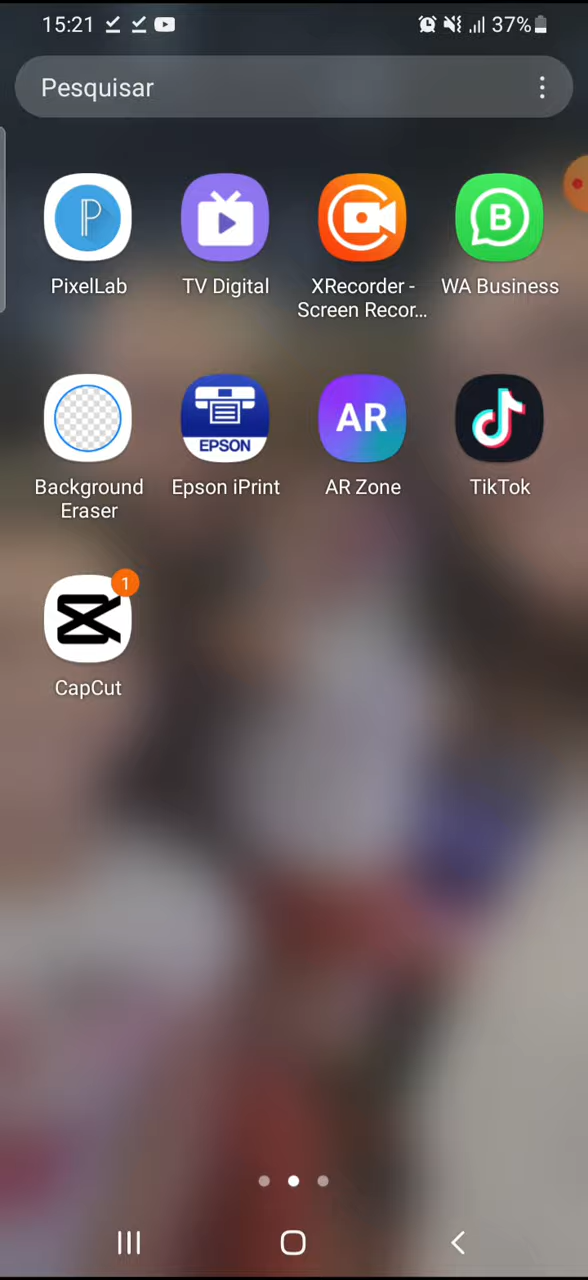 15:21
37%
Pesquisar
P
B
PixelLab
TV Digital
XRecorder -
Screen Recor...
WA Business
EPSON
AR
Background
Eraser
Epson iPrint
AR Zone
TikTok
1
CapCut